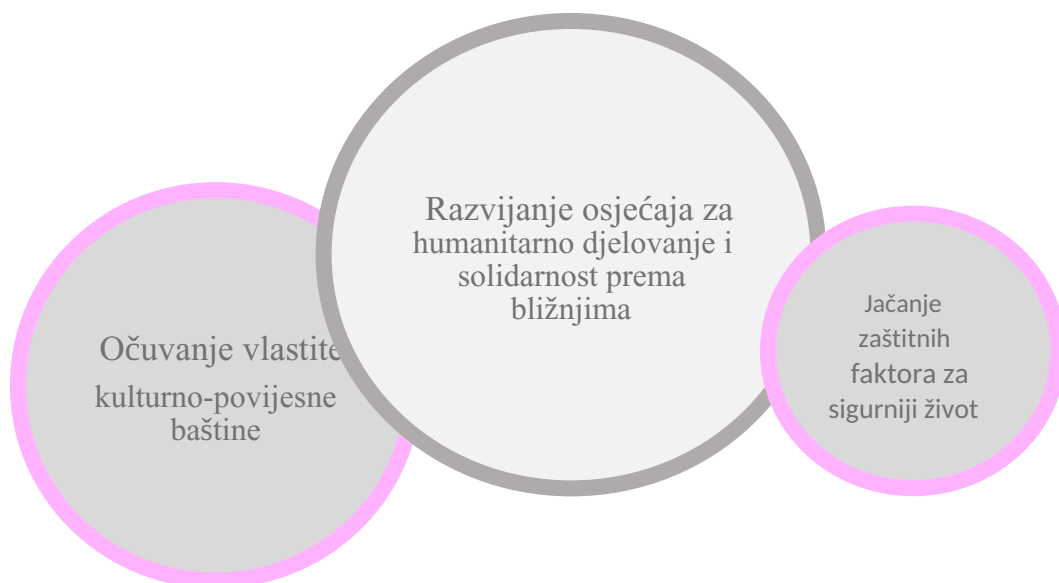 Očuvanje vlastite
kulturno-povijesne
baštine
Razvijanje osjećaja za
humanitarno djelovanje i
solidarnost prema
bližnjima
Jačanje
zaštitnih
faktora za
sigurniji život